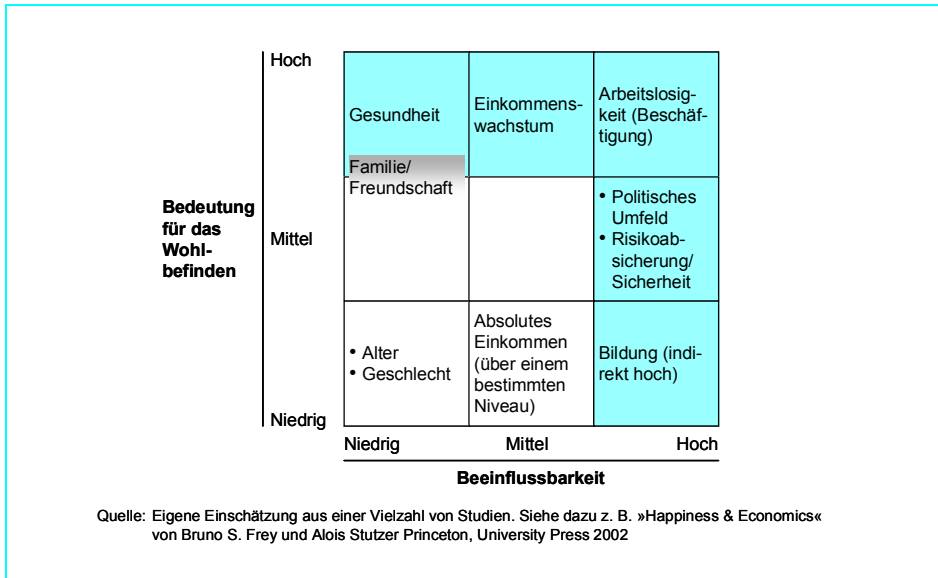 Hoch
Gesundheit
Einkommens-
wachstum
Arbeitslosig-
keit (Beschäf-
tigung)
Familie/
Freundschaft
Bedeutung
für das
Wohl-
befinden
Mittel
• Politisches
Umfeld
• Risikoab-
sicherung/
Sicherheit
• Alter
• Geschlecht
Absolutes
Einkommen
(über einem
bestimmten
Niveau)
Bildung (indi-
rekt hoch)
Niedrig
Niedrig Mittel Hoch
Beeinflussbarkeit
Quelle: Eigene Einschätzung aus einer Vielzahl von Studien. Siehe dazu z. B. »Happiness & Economics«
von Bruno S. Frey und Alois Stutzer Princeton, University Press 2002